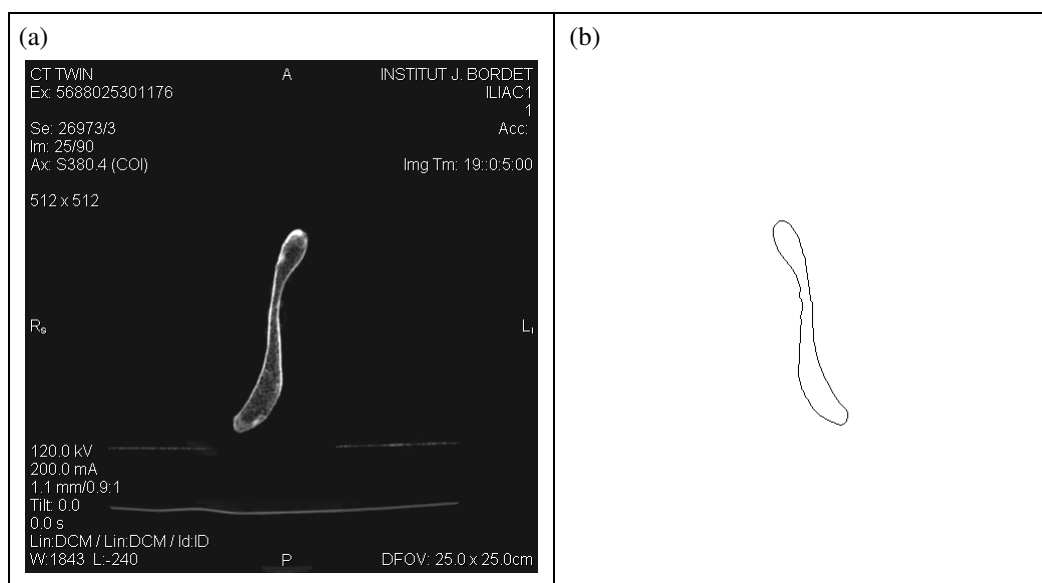 (a)
(b)
CT TWIN
A
INSTITUT J. BORDET
Ex: 5688025301176
ILIAC1
1
Se: 26973/3
Acc:
Im: 25/90
Ax: S380.4 (COI)
Img Tm: 19::0:5:00
512 x 512
Rs
Lı
120.0 kV
200.0 mA
1.1 mm/0.9:1
Tilt: 0.0
0.0 s
Lin:DCM / Lin:DCM / Id:ID
W:1843 L:-240
P
DFOV: 25.0 x 25.0cm